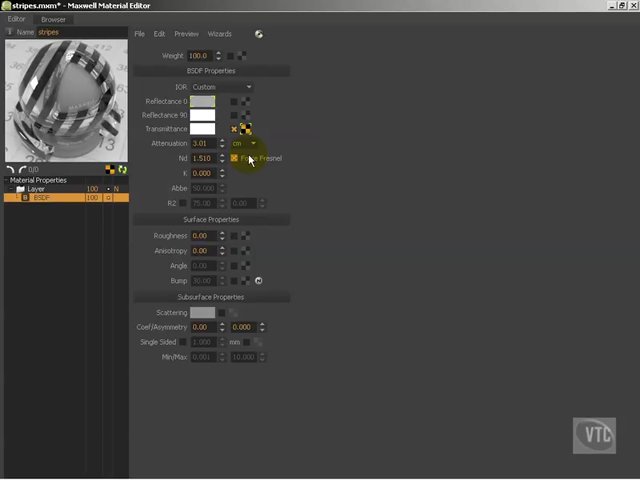 stripes.mxm* - Maxwell Material Editor
Editor Browser
Name stripes
File Edit Preview Wizards
Weight 100.0
BSDF Properties
IOR Custom
Reflectance 0
Reflectance 90
Transmittance
Attenuation 3.01 cm
Nd 1.510 Force Fresnel
K 0.000
Abbe 50.000
R2 75.00 0.00
Surface Properties
Roughness 0.00
Anisotropy 0.00
Angle 0.00
Bump 30.00
Subsurface Properties
Scattering
Coef/Asymmetry 0.00 0.000
Single Sided 1.000 mm
Min/Max 0.001 10.000
0/0
Material Properties
Layer 100 N
B BSDF 100
VTC